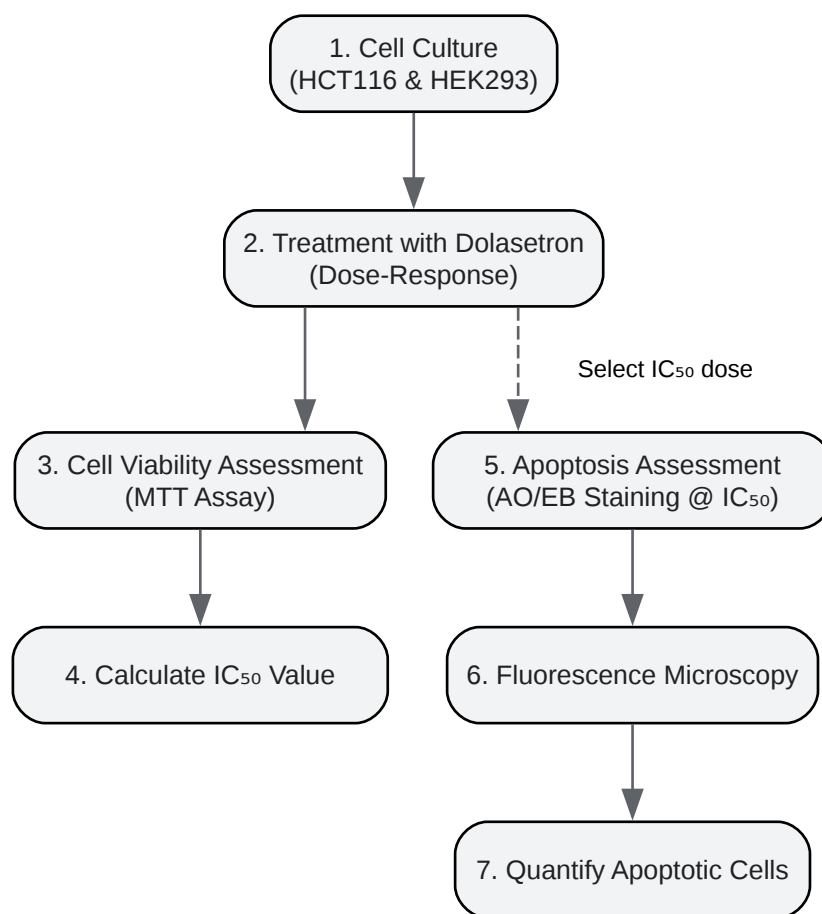 1. Cell Culture
(HCT116 & HEK293)
2. Treatment with Dolasetron
(Dose-Response)
Select IC₅₀ dose
3. Cell Viability Assessment
(MTT Assay)
5. Apoptosis Assessment
(AO/EB Staining @ IC₅₀)
4. Calculate IC₅₀ Value
6. Fluorescence Microscopy
7. Quantify Apoptotic Cells